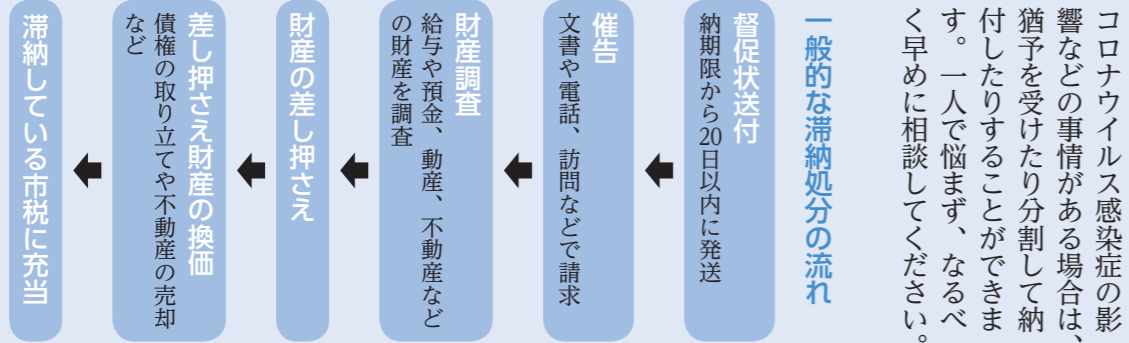 コロナウイルス感染症の影
響などの事情がある場合は、
猶予を受けたり分割して納
付したりすることができま
す。一人で悩まず、なるべ
く早めに相談してください。
一般的な滞納処分の流れ
督促状送付
納期限から20日以内に発送
催告
文書や電話、訪問などで請求
財産調査
給与や預金、動産、不動産など
の財産を調査
財産の差し押さえ
差し押さえ財産の換価
債権の取り立てや不動産の売却
など
滞納している市税に充当